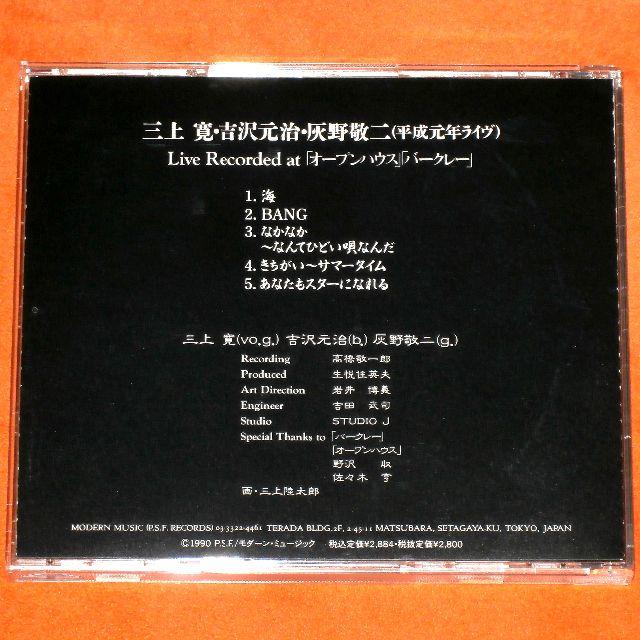 三上 寛・吉沢元治・灰野敬二(平成元年ライヴ)
Live Recorded at「オープンハウス」「バークレー」
1. 海
2. BANG
3. なかなか
～なんてひどい唄なんだ
4. きちがい～サマータイム
5. あなたもスターになれる
三上 寛(vo.g.) 吉沢元治(b.) 灰野敬二(g.)
Recording 高橋敬一郎
Produced 生悦住英夫
Art Direction 岩井 博義
Engineer 吉田 武司
Studio STUDIO J
Special Thanks to「バークレー」
「オープンハウス」
野沢 収
佐々木 亨
画・三上陸太郎
MODERN MUSIC (P.S.F. RECORDS) 03-3322-4461 TERADA BLDG.2F, 2-45-11 MATSUBARA, SETAGAYA-KU, TOKYO, JAPAN
©1990 P.S.F./モダーン・ミュージック 税込定価¥2,884・税抜定価¥2,800